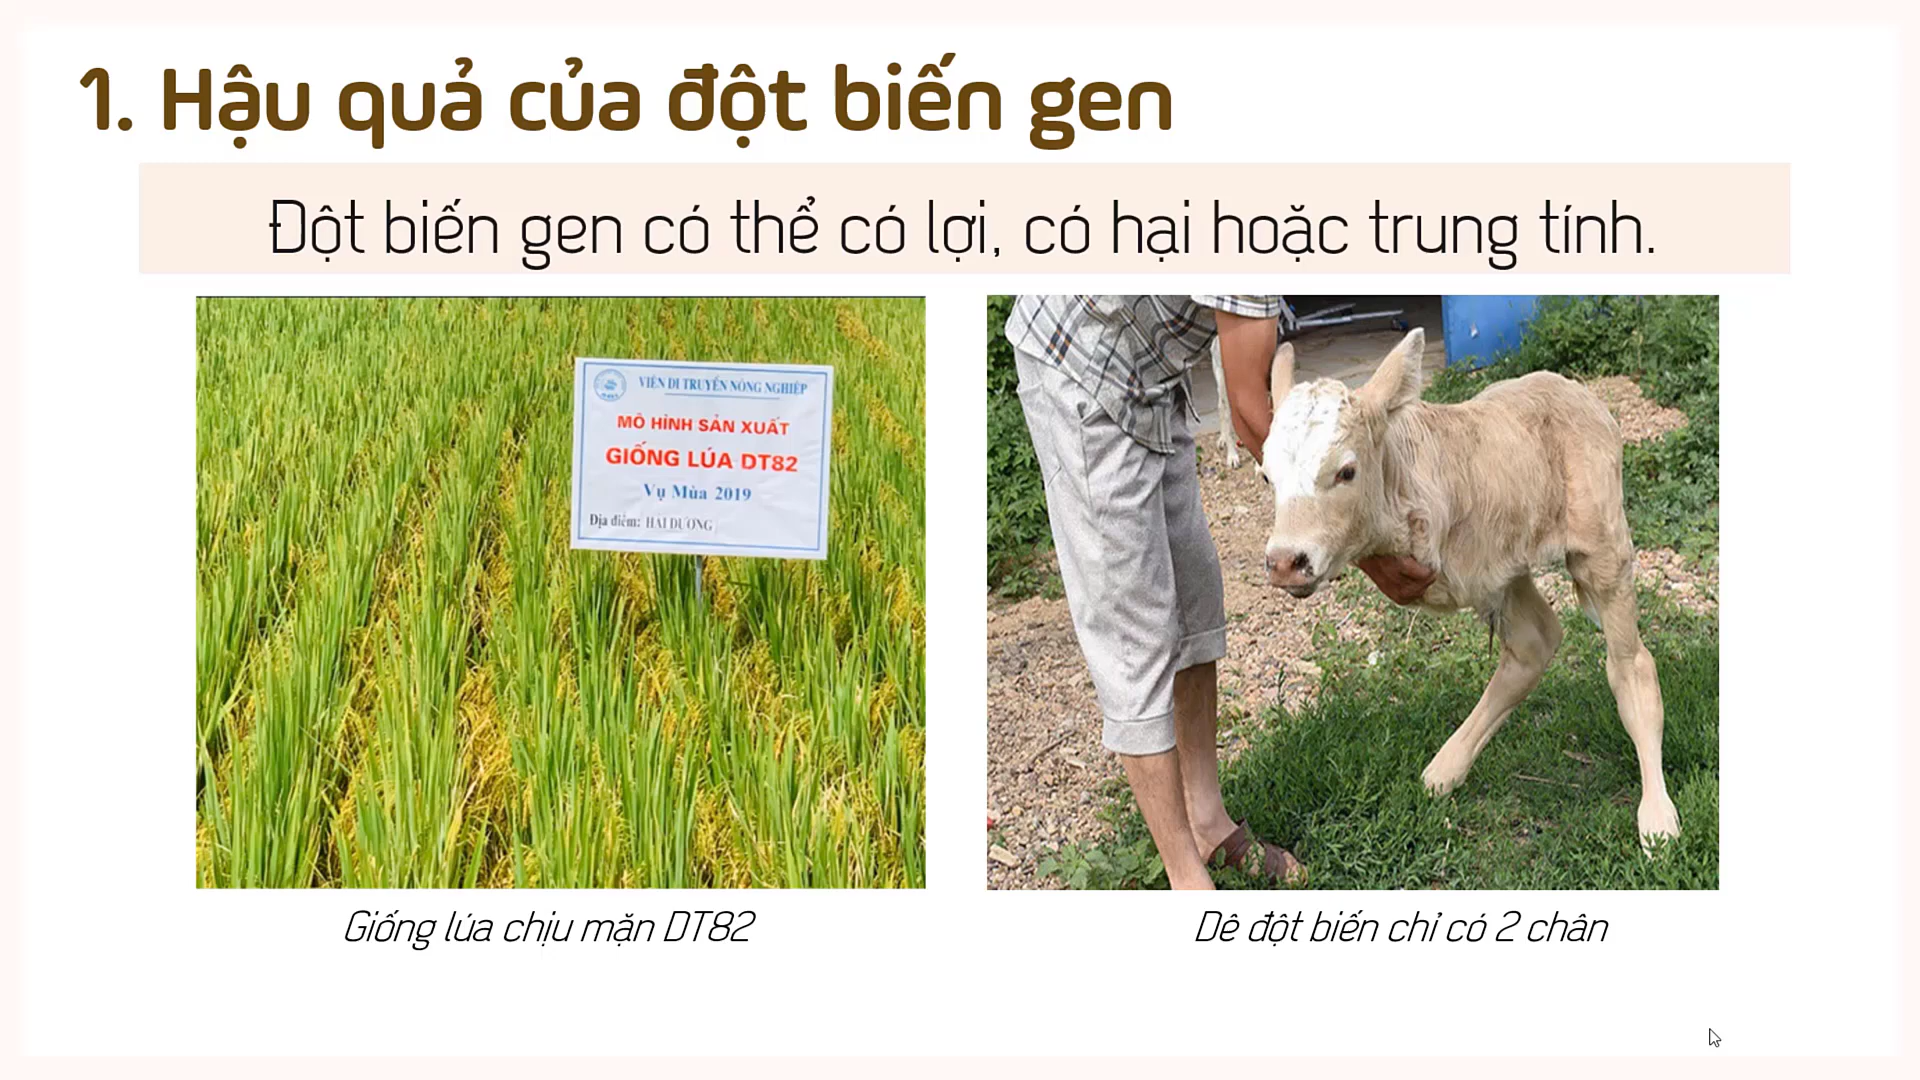 1. Hậu quả của đột biến gen
Đột biến gen có thể có lợi, có hại hoặc trung tính.
VIỆN DI TRUYỀN NÔNG NGHIỆP
MÔ HÌNH SẢN XUẤT
GIỐNG LÚA DT82
Vụ Mùa 2019
Địa điểm: HẢI DƯƠNG
Giống lúa chịu mặn DT82
Dê đột biến chỉ có 2 chân